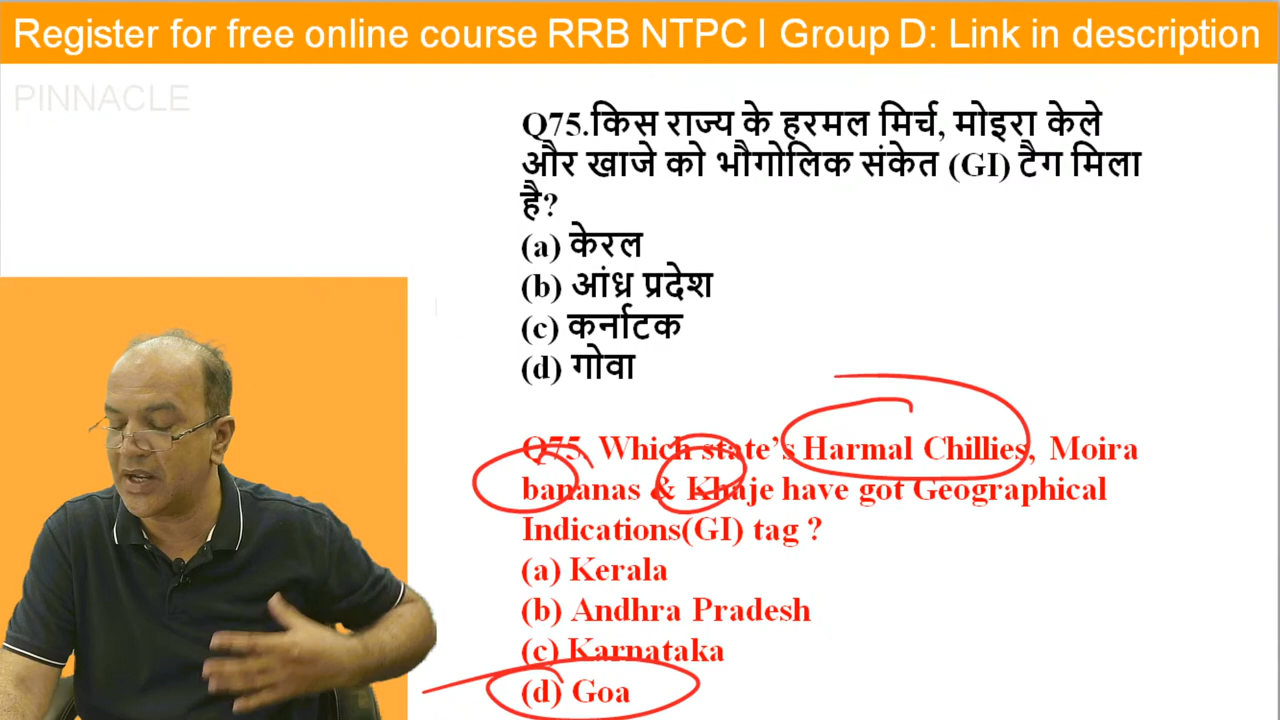 Register for free online course RRB NTPC I Group D: Link in description
PINNACLE
Q75.किस राज्य के हरमल मिर्च, मोइरा केले
और खाजे को भौगोलिक संकेत (GI) टैग मिला
है?
(a) केरल
(b) आंध्र प्रदेश
(c) कर्नाटक
(d) गोवा
Q75. Which state's Harmal Chillies, Moira
bananas & Khaje have got Geographical
Indications(GI) tag ?
(a) Kerala
(b) Andhra Pradesh
(c) Karnataka
(d) Goa